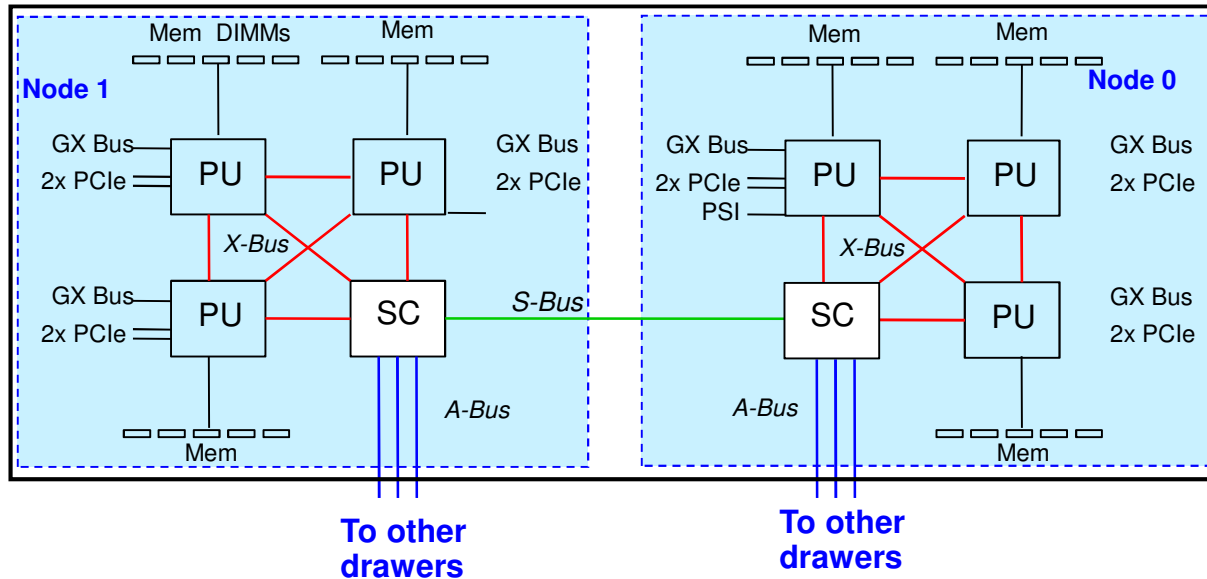 Mem DIMMs
Mem
Node 1
GX Bus
2x PCIe
PU
PU
GX Bus
2x PCIe
X-Bus
GX Bus
2x PCIe
PU
SC
A-Bus
Mem
To other
drawers
S-Bus
Mem
Mem
Node 0
GX Bus
2x PCIe
PSI
PU
PU
GX Bus
2x PCIe
X-Bus
SC
PU
GX Bus
2x PCIe
A-Bus
Mem
To other
drawers